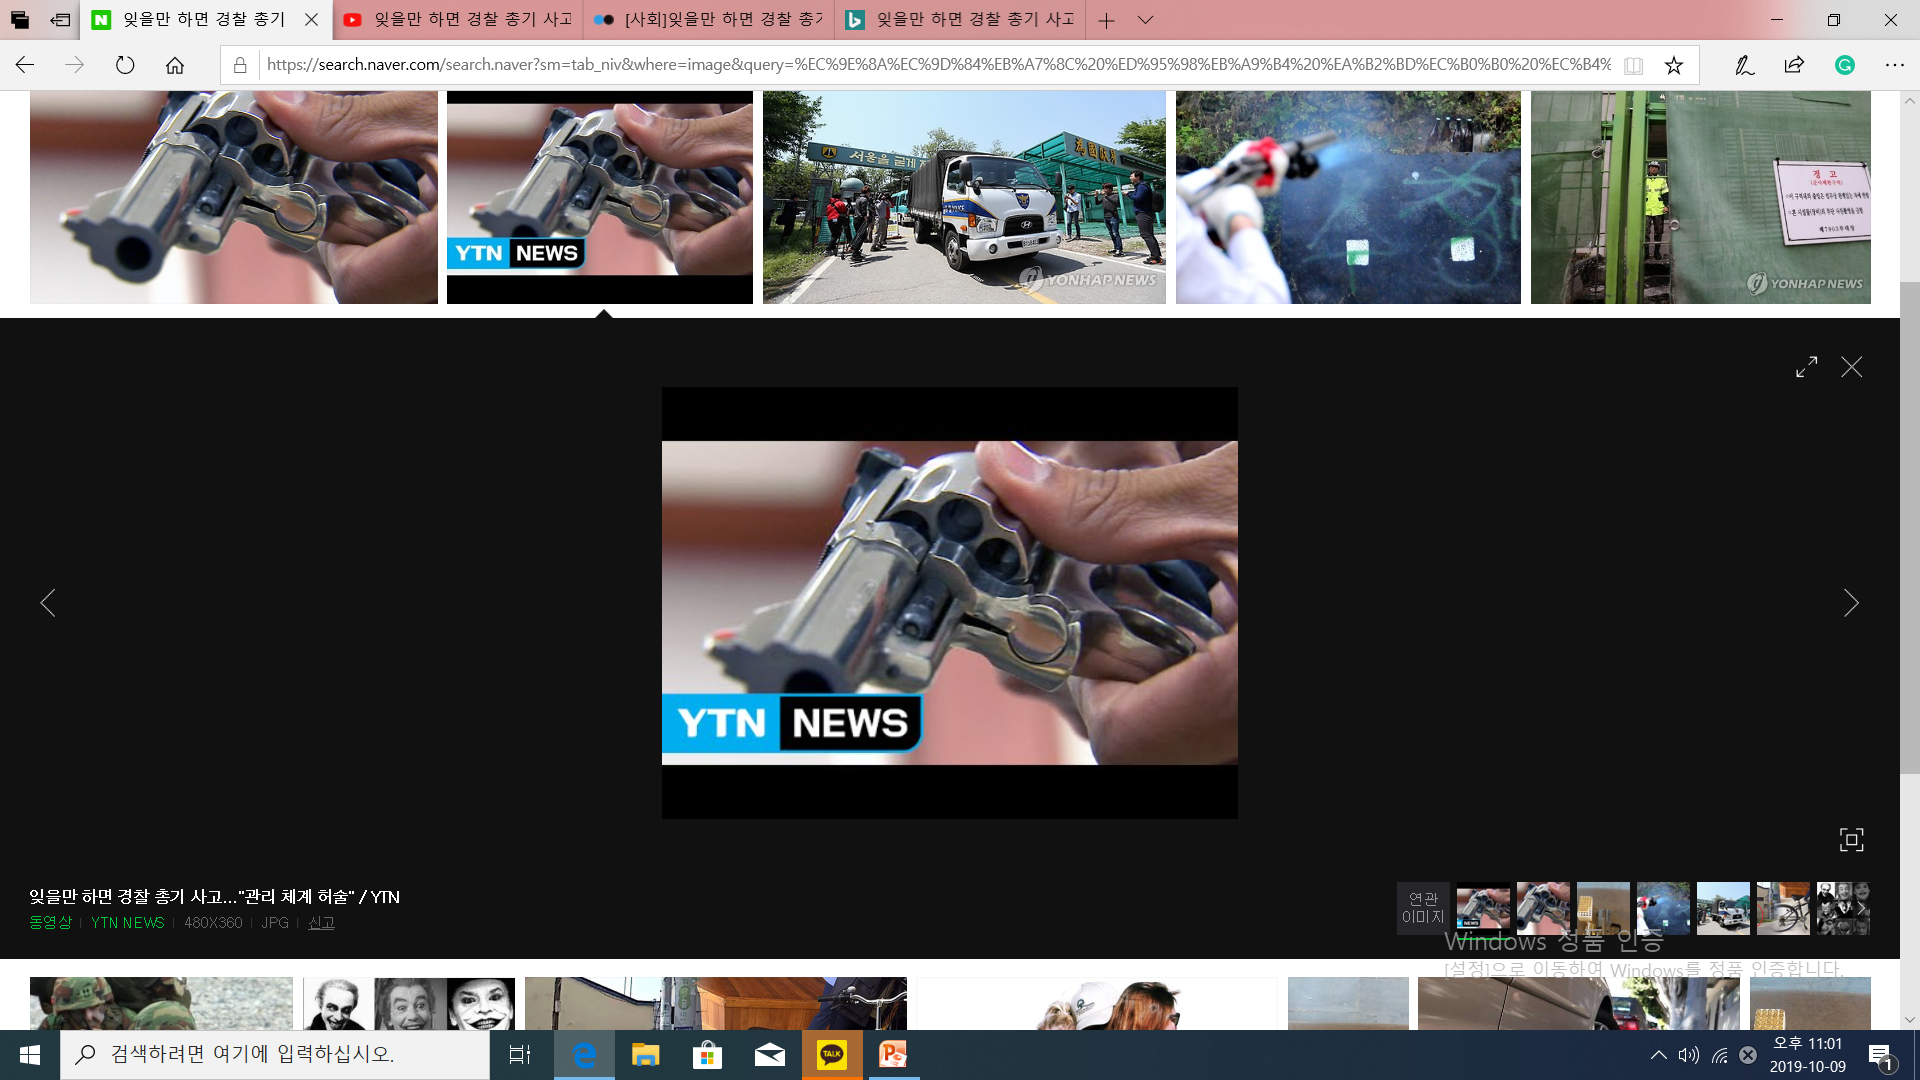 잊을만 하면 경찰 총기
잊을만 하면 경찰 총기 사고
[사회]잊을만 하면 경찰 총기
잊을만 하면 경찰 총기 사고
https://search.naver.com/search.naver?sm=tab_niv&where=image&query=%EC%9E%8A%EC%9D%84%EB%A7%8C%20%ED%95%98%EB%A9%B4%20%EA%B2%BD%EC%B0%B0%20%EC%B4%
YTN NEWS
서울을
YONHAP NEWS
경 고
YONHAP NEWS
YTN NEWS
잊을만 하면 경찰 총기 사고..."관리 체계 허술" / YTN
동영상 YTN NEWS 480X360 JPG 신고
연관
이미지
Windows 정품 인증
[설정]으로 이동하여 Windows를 정품 인증합니다.
검색하려면 여기에 입력하십시오.
TALK
오후 11:01
2019-10-09
1